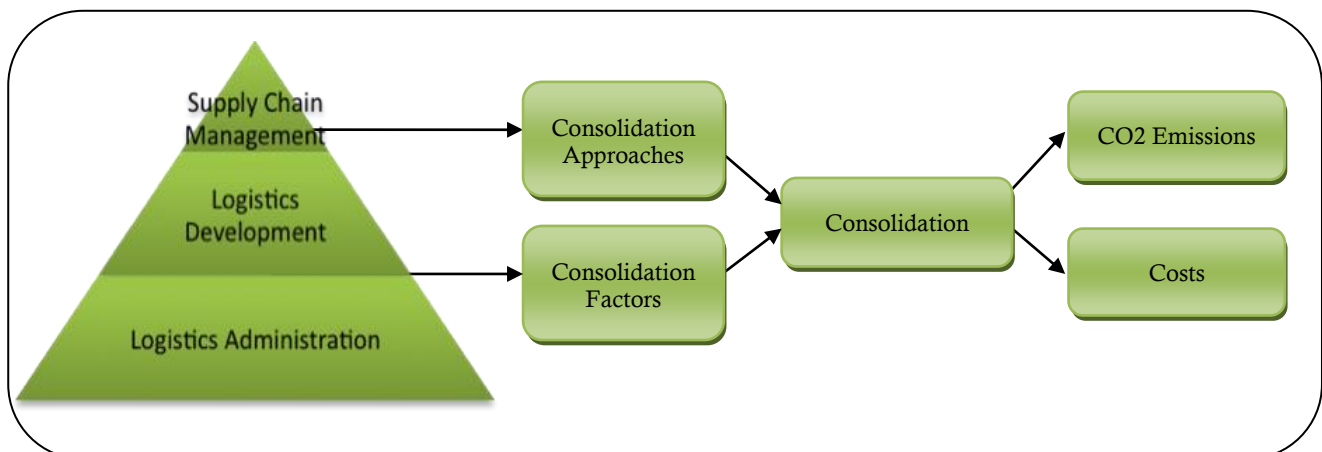 Supply Chain
Management
Logistics
Development
Logistics Administration
Consolidation
Approaches
Consolidation
Factors
Consolidation
CO2 Emissions
Costs